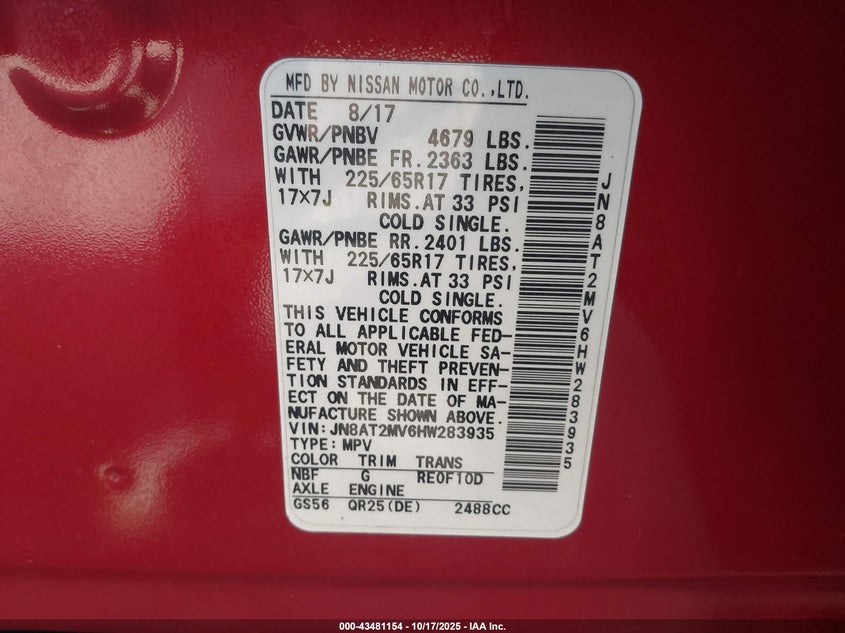 MFD BY NISSAN MOTOR CO.,LTD.
DATE 8/17
GVWR/PNBV 4679 LBS.
GAWR/PNBE FR. 2363 LBS.
WITH 225/65R17 TIRES,
17×7J RIMS. AT 33 PSI
COLD SINGLE.
GAWR/PNBE RR. 2401 LBS.
WITH 225/65R17 TIRES,
17×7J RIMS. AT 33 PSI
COLD SINGLE.
THIS VEHICLE CONFORMS
TO ALL APPLICABLE FED-
ERAL MOTOR VEHICLE SA-
FETY AND THEFT PREVEN-
TION STANDARDS IN EFF-
ECT ON THE DATE OF MA-
NUFACTURE SHOWN ABOVE.
VIN: JN8AT2MV6HW283935
TYPE: MPV
COLOR TRIM TRANS
NBF G RE0F10D
AXLE ENGINE
GS56 QR25(DE) 2488CC
JN8AT2MV6HW283935
000-43481154 - 10/17/2025 - IAA Inc.